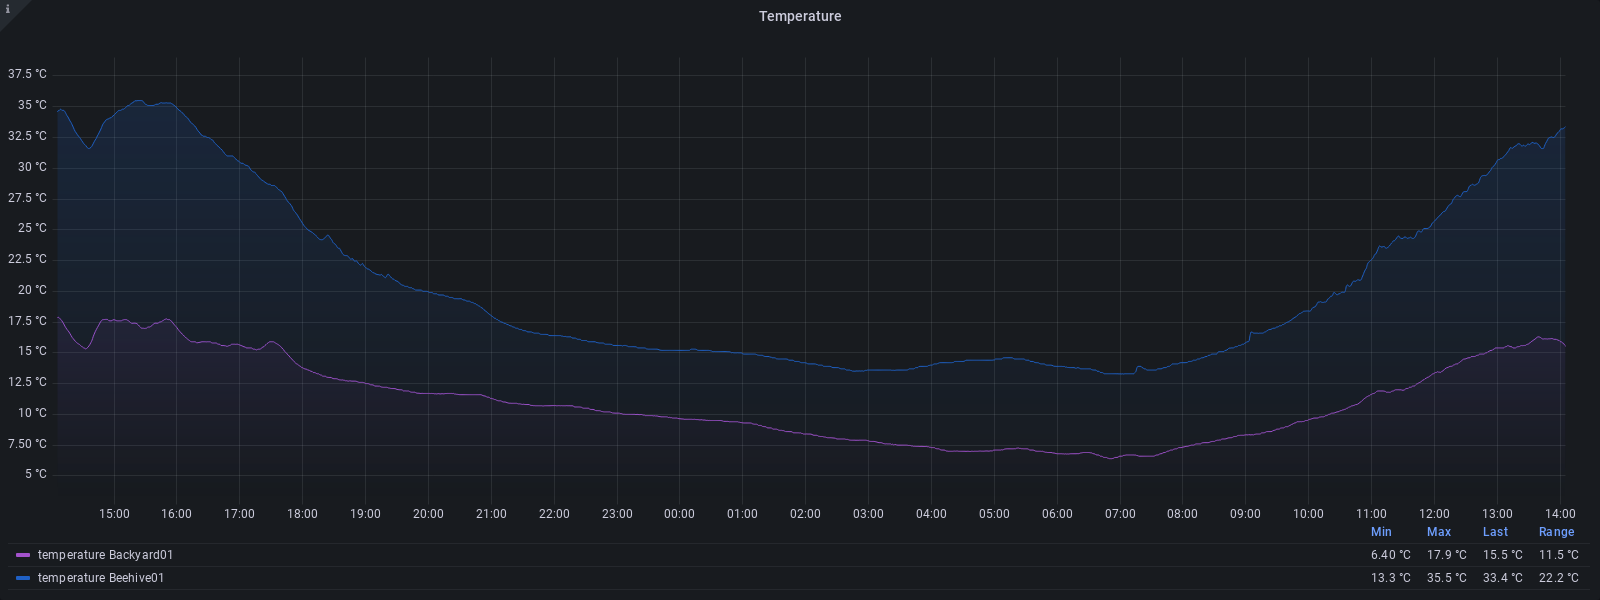 i
Temperature
37.5 °C
35 °C
32.5 °C
30 °C
27.5 °C
25 °C
22.5 °C
20 °C
17.5 °C
15 °C
12.5 °C
10 °C
7.50 °C
5 °C
15:00 16:00 17:00 18:00 19:00 20:00 21:00 22:00 23:00 00:00 01:00 02:00 03:00 04:00 05:00 06:00 07:00 08:00 09:00 10:00 11:00 12:00 13:00 14:00
Min Max Last Range
temperature Backyard01 6.40 °C 17.9 °C 15.5 °C 11.5 °C
temperature Beehive01 13.3 °C 35.5 °C 33.4 °C 22.2 °C